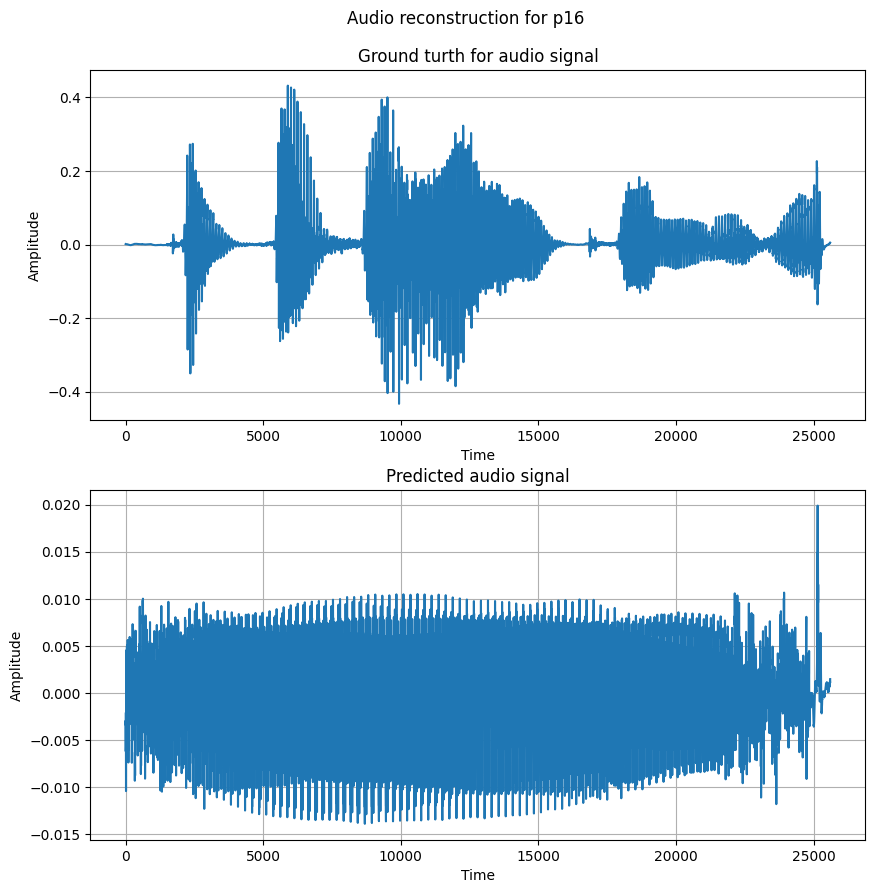 Audio reconstruction for p16
Ground turth for audio signal
0.4
0.2
0.0
−0.2
−0.4
Amplitude
0 5000 10000 15000 20000 25000
Time
Predicted audio signal
0.020
0.015
0.010
0.005
0.000
−0.005
−0.010
−0.015
Amplitude
0 5000 10000 15000 20000 25000
Time